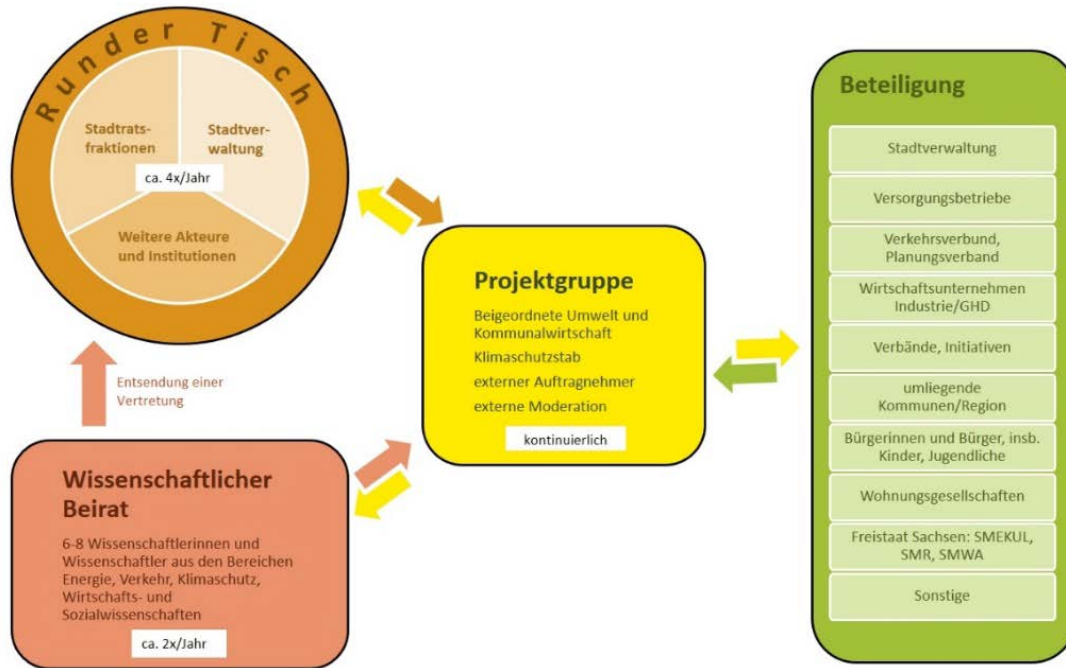 Runder Tisch
Stadtrats-
fraktionen
Stadtver-
waltung
ca. 4x/Jahr
Weitere Akteure
und Institutionen
Entsendung einer
Vertretung
Wissenschaftlicher
Beirat
6-8 Wissenschaftlerinnen und
Wissenschaftler aus den Bereichen
Energie, Verkehr, Klimaschutz,
Wirtschafts- und
Sozialwissenschaften
ca. 2x/Jahr
Projektgruppe
Beigeordnete Umwelt und
Kommunalwirtschaft
Klimaschutzstab
externer Auftragnehmer
externe Moderation
kontinuierlich
Beteiligung
Stadtverwaltung
Versorgungsbetriebe
Verkehrsverbund,
Planungsverband
Wirtschaftsunternehmen
Industrie/GHD
Verbände, Initiativen
umliegende
Kommunen/Region
Bürgerinnen und Bürger, insb.
Kinder, Jugendliche
Wohnungsgesellschaften
Freistaat Sachsen: SMEKUL,
SMR, SMWA
Sonstige